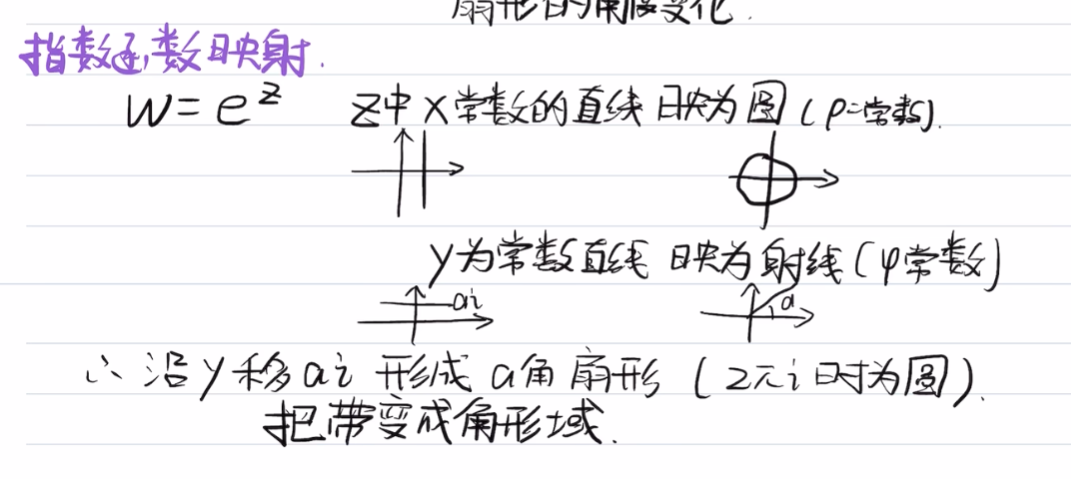 扇形的角度变化.
指数函数映射.
W = e^z  z中 x常数的直线 映为圆 (ρ=常数).
y为常数直线 映为射线 (φ常数)
ai a
∴ 沿y移ai 形成 a角 扇形 (2πi时为圆).
把带变成角形域.